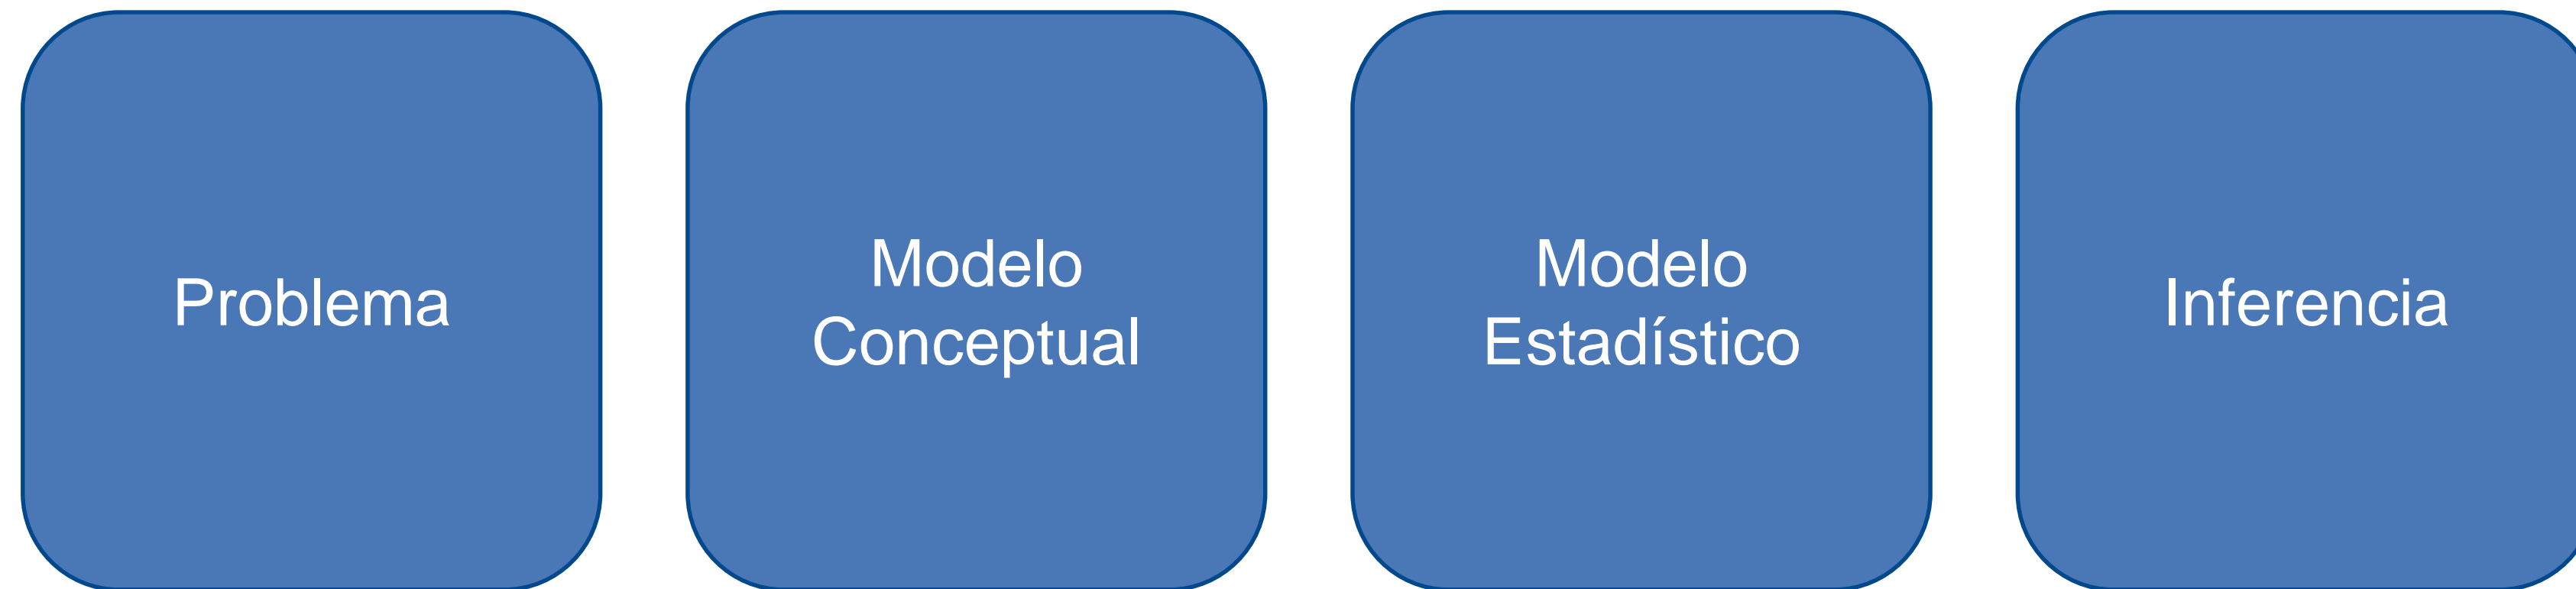 Problema
Modelo
Conceptual
Modelo
Estadístico
Inferencia